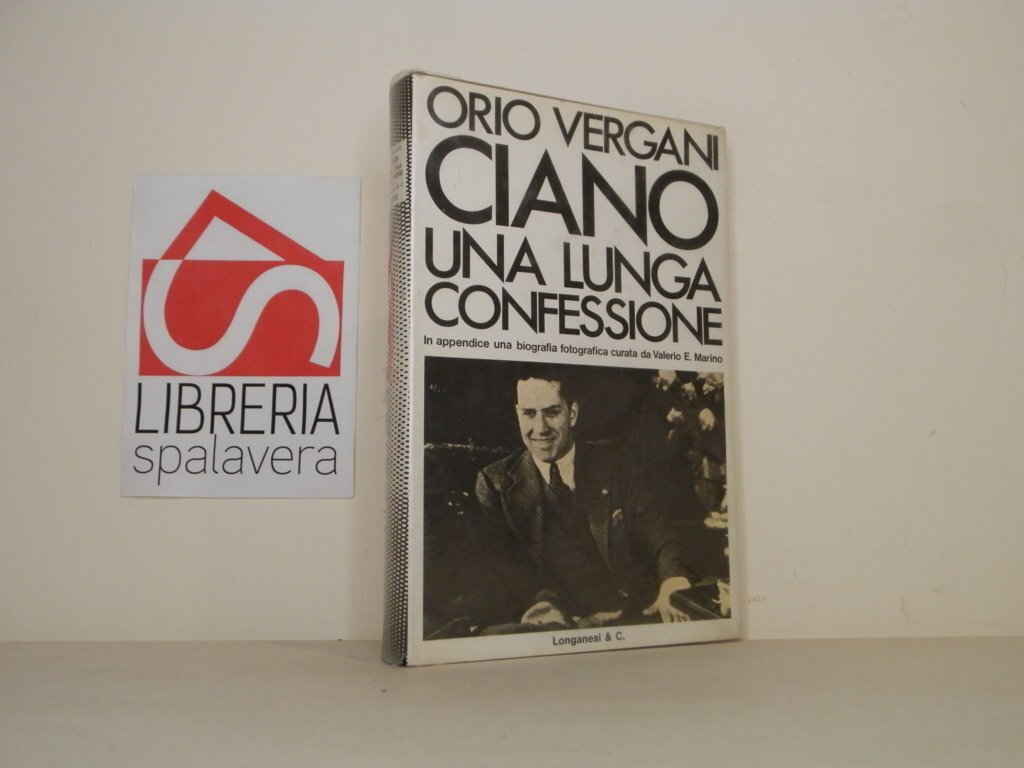 ORIO VERGANI
CIANO
UNA LUNGA
CONFESSIONE
In appendice una biografia fotografica curata da Valerio E. Marino
Longanesi & C.
LIBRERIA
spalavera